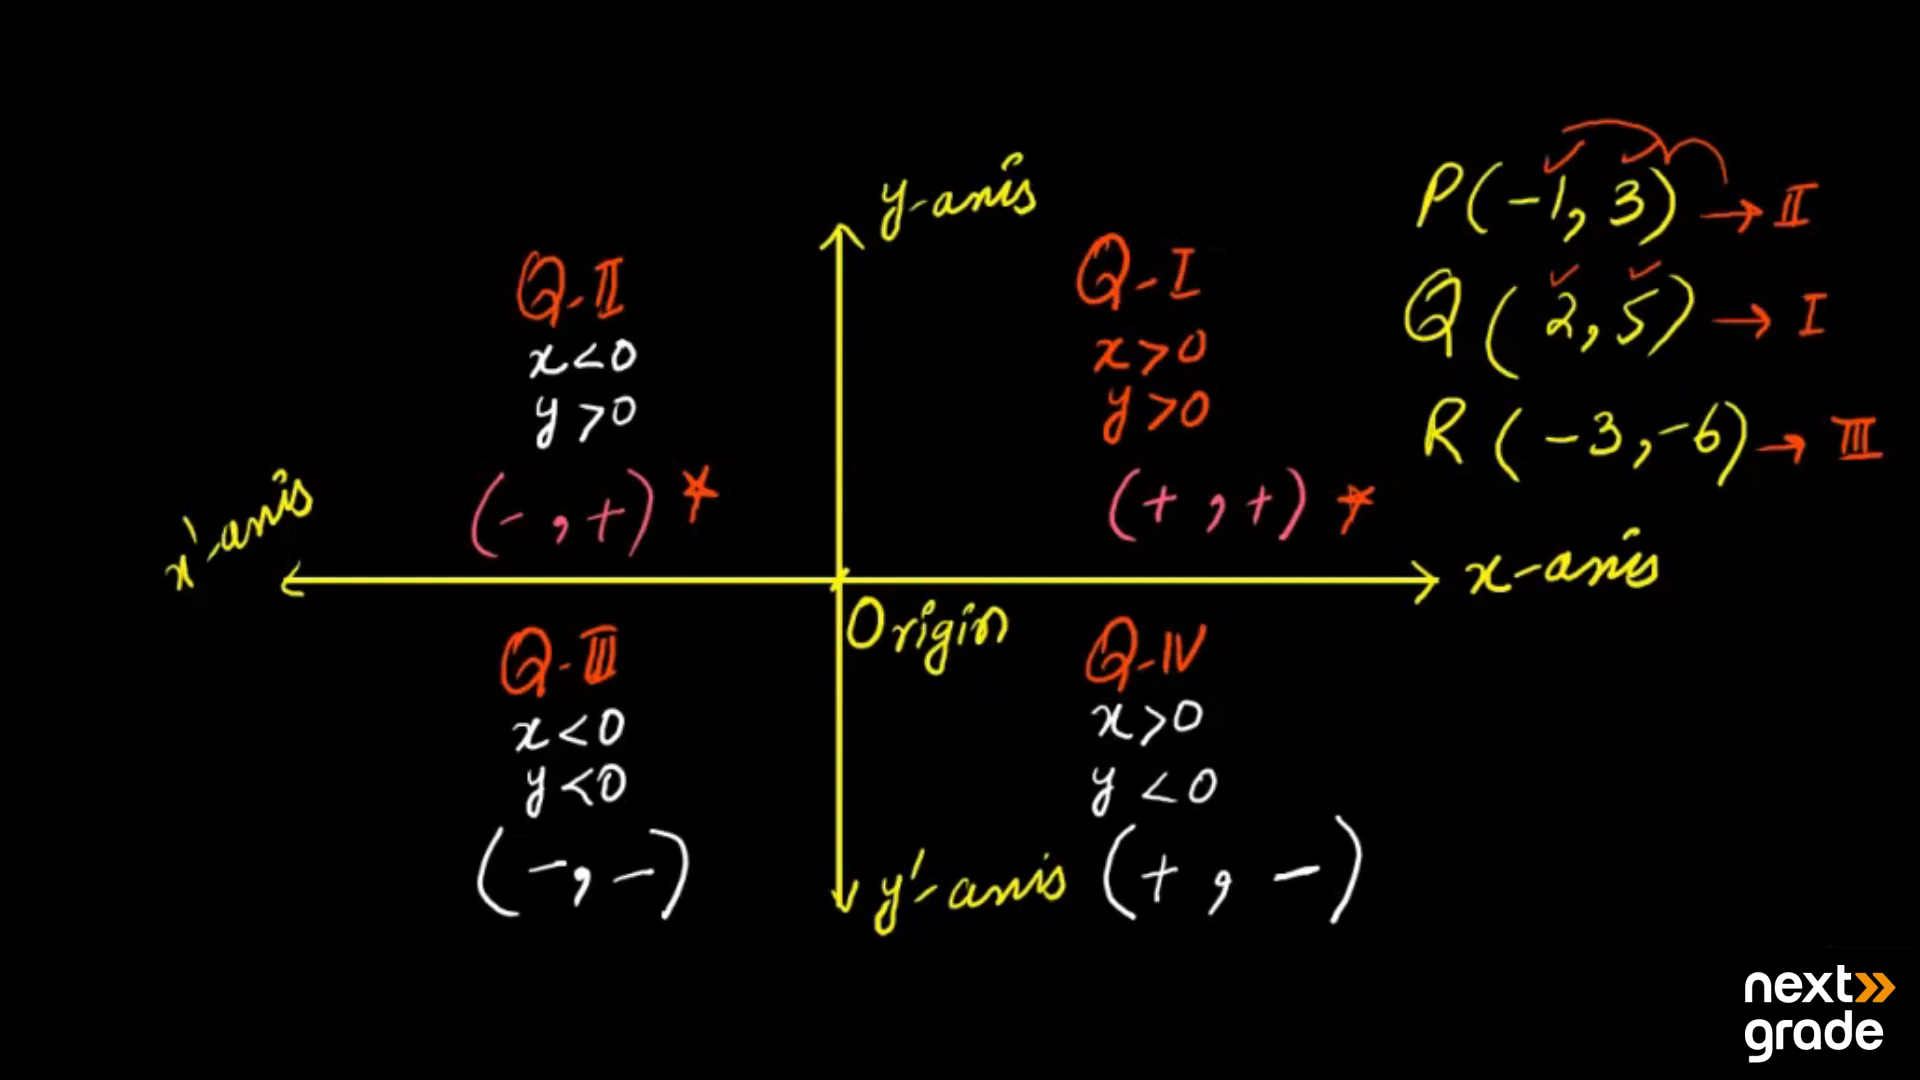 y-axis
Q-II
x<0
y>0
(-,+) *
Q-I
x>0
y>0
(+,+) *
P(-1, 3) → II
Q(2, 5) → I
R(-3, -6) → III
x'-axis
x-axis
Origin
Q-III
x<0
y<0
(-,-)
Q-IV
x>0
y<0
(+,-)
y'-axis
next
grade